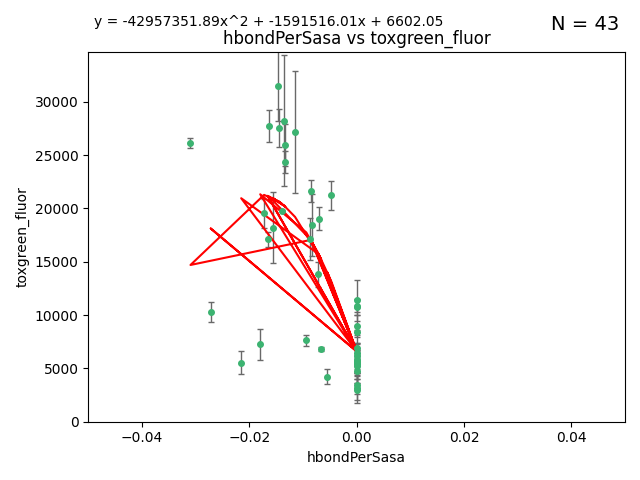 y = -42957351.89x^2 + -1591516.01x + 6602.05
N = 43
hbondPerSasa vs toxgreen_fluor
30000
25000
20000
15000
10000
5000
0
toxgreen_fluor
−0.04
−0.02
0.00
0.02
0.04
hbondPerSasa